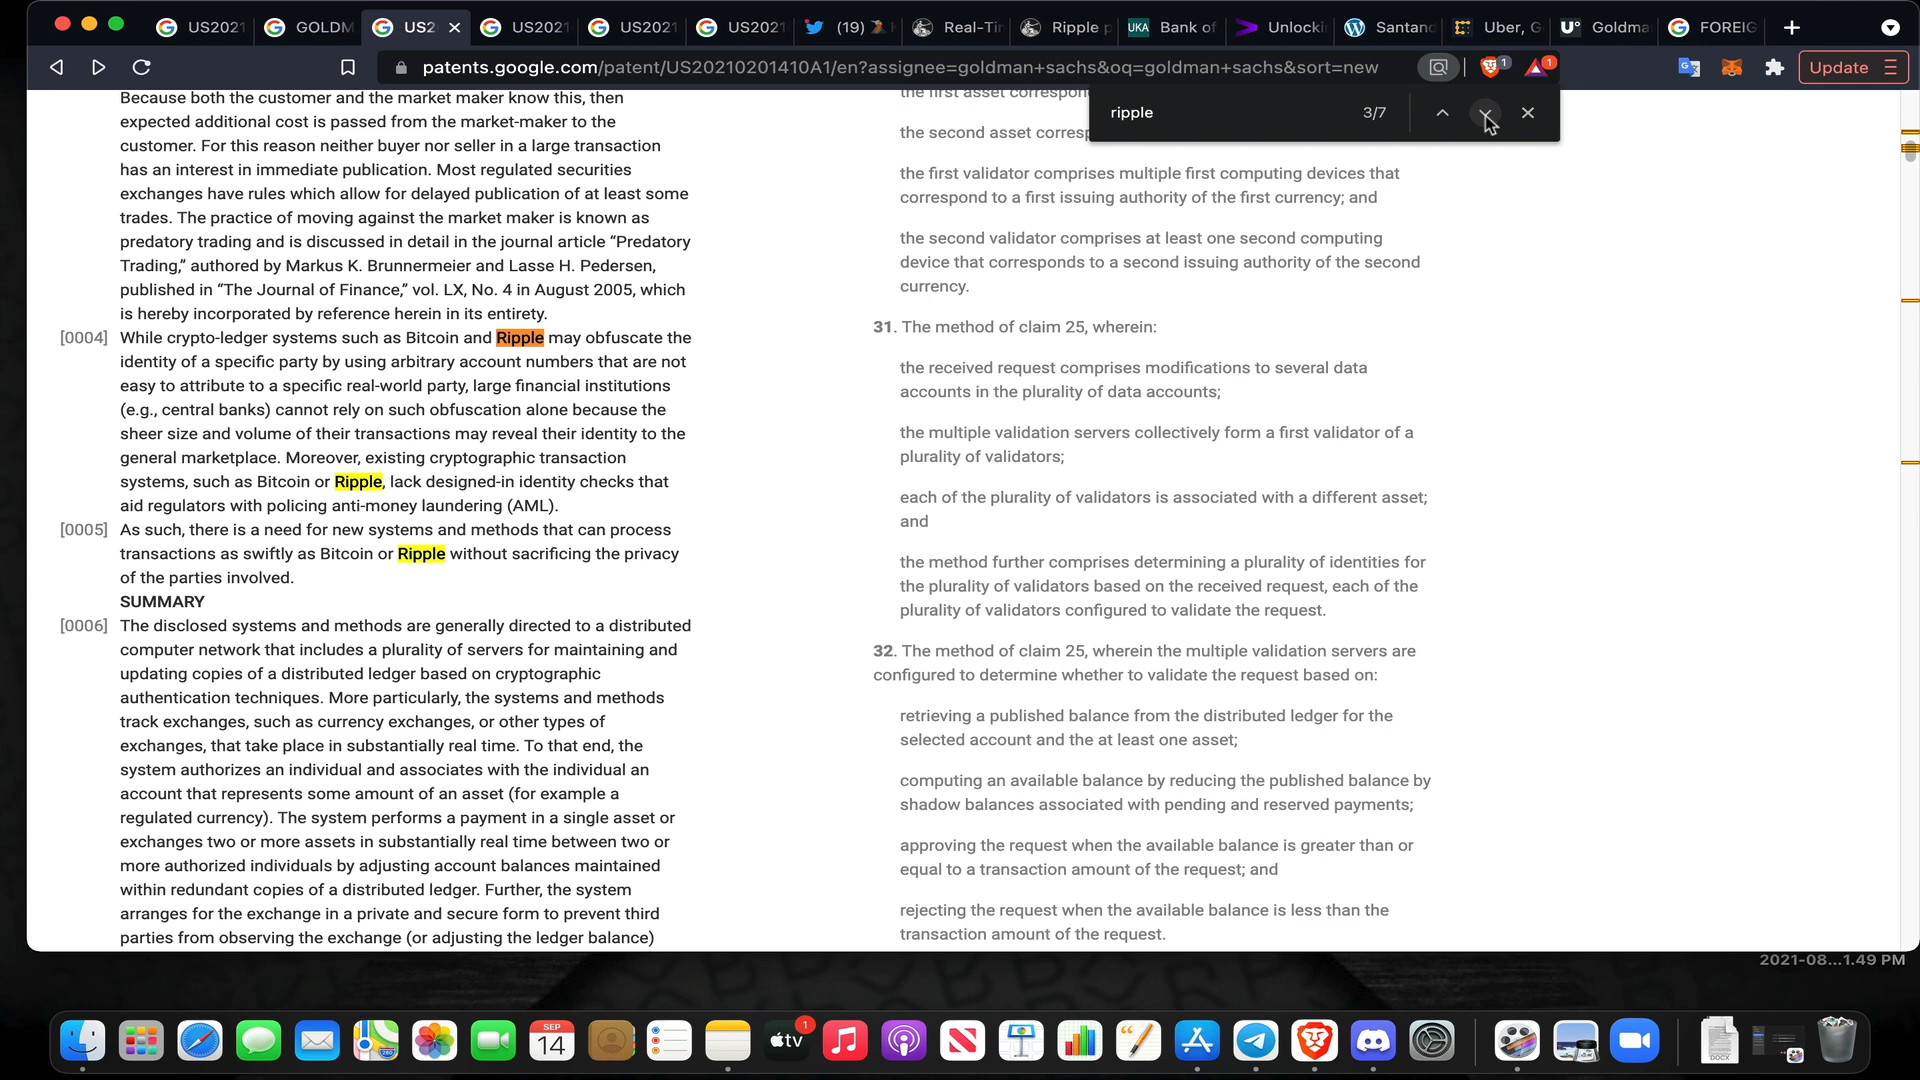 US2021
GOLDM
US2
US2021
US2021
US2021
(19)
Real-Tim
Ripple p
UKA
Bank of
Unlocki
Santand
Uber, G
U°
Goldma
FOREIG
patents.google.com/patent/US20210201410A1/en?assignee=goldman+sachs&oq=goldman+sachs&sort=new
1
1
Update
ripple
3/7
Because both the customer and the market maker know this, then
expected additional cost is passed from the market-maker to the
customer. For this reason neither buyer nor seller in a large transaction
has an interest in immediate publication. Most regulated securities
exchanges have rules which allow for delayed publication of at least some
trades. The practice of moving against the market maker is known as
predatory trading and is discussed in detail in the journal article “Predatory
Trading,” authored by Markus K. Brunnermeier and Lasse H. Pedersen,
published in “The Journal of Finance,” vol. LX, No. 4 in August 2005, which
is hereby incorporated by reference herein in its entirety.
[0004] While crypto-ledger systems such as Bitcoin and Ripple may obfuscate the
identity of a specific party by using arbitrary account numbers that are not
easy to attribute to a specific real-world party, large financial institutions
(e.g., central banks) cannot rely on such obfuscation alone because the
sheer size and volume of their transactions may reveal their identity to the
general marketplace. Moreover, existing cryptographic transaction
systems, such as Bitcoin or Ripple, lack designed-in identity checks that
aid regulators with policing anti-money laundering (AML).
[0005] As such, there is a need for new systems and methods that can process
transactions as swiftly as Bitcoin or Ripple without sacrificing the privacy
of the parties involved.
SUMMARY
[0006] The disclosed systems and methods are generally directed to a distributed
computer network that includes a plurality of servers for maintaining and
updating copies of a distributed ledger based on cryptographic
authentication techniques. More particularly, the systems and methods
track exchanges, such as currency exchanges, or other types of
exchanges, that take place in substantially real time. To that end, the
system authorizes an individual and associates with the individual an
account that represents some amount of an asset (for example a
regulated currency). The system performs a payment in a single asset or
exchanges two or more assets in substantially real time between two or
more authorized individuals by adjusting account balances maintained
within redundant copies of a distributed ledger. Further, the system
arranges for the exchange in a private and secure form to prevent third
parties from observing the exchange (or adjusting the ledger balance)
the first asset correspon
the second asset corresp
the first validator comprises multiple first computing devices that
correspond to a first issuing authority of the first currency; and
the second validator comprises at least one second computing
device that corresponds to a second issuing authority of the second
currency.
31. The method of claim 25, wherein:
the received request comprises modifications to several data
accounts in the plurality of data accounts;
the multiple validation servers collectively form a first validator of a
plurality of validators;
each of the plurality of validators is associated with a different asset;
and
the method further comprises determining a plurality of identities for
the plurality of validators based on the received request, each of the
plurality of validators configured to validate the request.
32. The method of claim 25, wherein the multiple validation servers are
configured to determine whether to validate the request based on:
retrieving a published balance from the distributed ledger for the
selected account and the at least one asset;
computing an available balance by reducing the published balance by
shadow balances associated with pending and reserved payments;
approving the request when the available balance is greater than or
equal to a transaction amount of the request; and
rejecting the request when the available balance is less than the
transaction amount of the request.
2021-08...1.49 PM
SEP
14
tv
1
DOCX